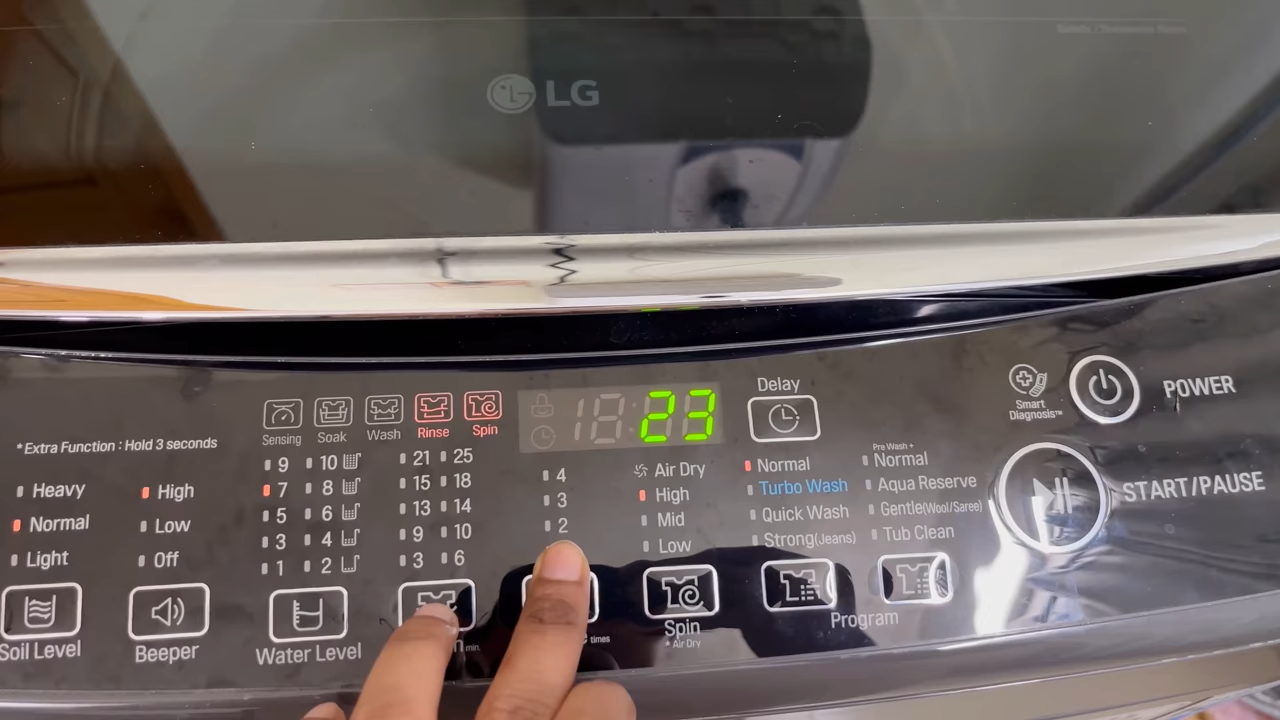 LG
Delay
POWER
Smart
Diagnosis™
START/PAUSE
23
Sensing Soak Wash Rinse Spin
*Extra Function : Hold 3 seconds
Heavy
Normal
Light
Soil Level
High
Low
Off
Beeper
9 10
7 8
5 6
3 4
1 2
Water Level
21 25
15 18
13 14
9 10
3 6
min.
4
3
2
times
Air Dry
High
Mid
Low
Spin
* Air Dry
Normal
Turbo Wash
Quick Wash
Strong(Jeans)
Pre Wash +
Normal
Aqua Reserve
Gentle(Wool/Saree)
Tub Clean
Program